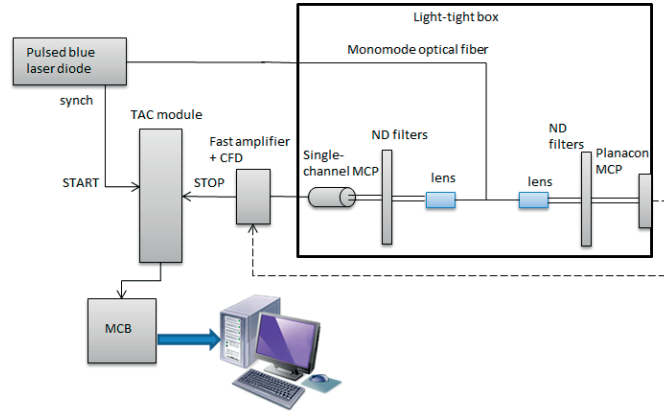 Light-tight box
Pulsed blue
laser diode
Monomode optical fiber
synch
TAC module
Fast amplifier
+ CFD
Single-
channel MCP
ND filters
ND
filters
Planacon
MCP
lens
lens
START
STOP
MCB